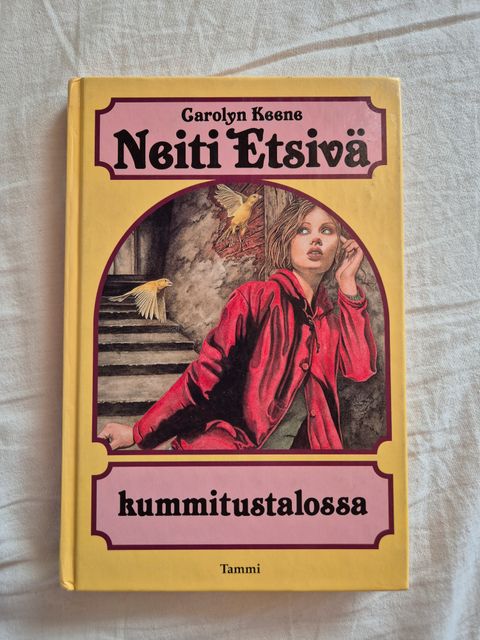 Carolyn Keene
Neiti Etsivä
kummitustalossa
Tammi